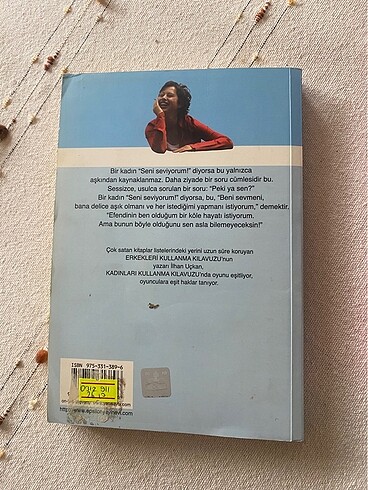 Bir kadın "Seni seviyorum!" diyorsa bu yalnızca
aşkından kaynaklanmaz. Daha ziyade bir soru cümlesidir bu.
Sessizce, usulca sorulan bir soru: "Peki ya sen?"
Bir kadın "Seni seviyorum!" diyorsa, bu, "Beni sevmeni,
bana delice aşık olmanı ve her istediğimi yapmanı istiyorum," demektir.
"Efendinin ben olduğum bir köle hayatı istiyorum.
Ama bunun böyle olduğunu sen asla bilemeyeceksin!"
Çok satan kitaplar listelerindeki yerini uzun süre koruyan
ERKEKLERİ KULLANMA KILAVUZU'nun
yazarı İlhan Uçkan,
KADINLARI KULLANMA KILAVUZU'nda oyunu eşitliyor,
oyunculara eşit haklar tanıyor.
ISBN 975-331-389-6
http://www.epsilonyayinevi.com